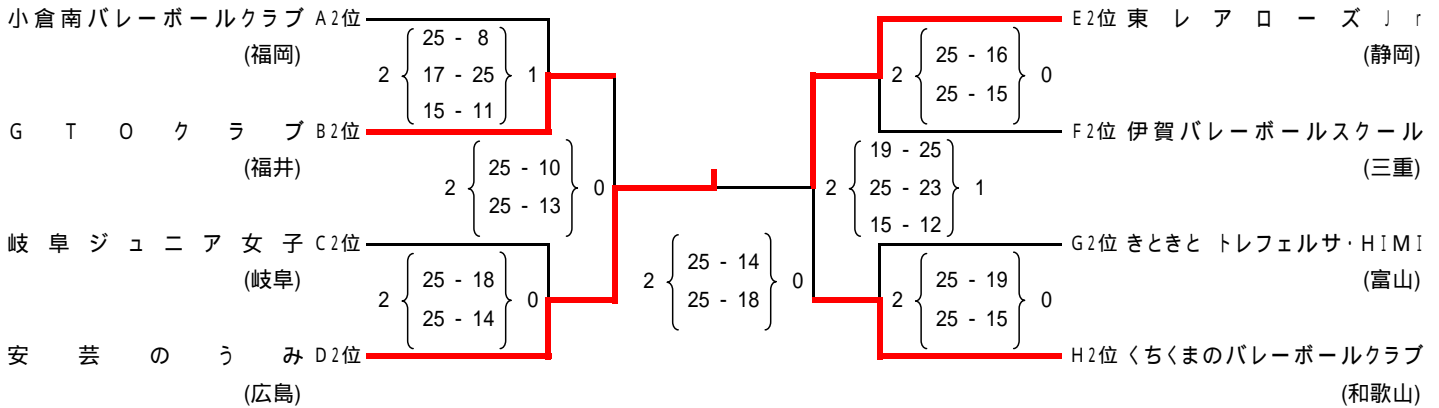 小倉南バレーボールクラブ A2位
(福岡)
2 25 - 8 1
17 - 25
15 - 11
GTOクラブ B2位
(福井)
2 25 - 10 0
25 - 13
岐阜ジュニア女子 C2位
(岐阜)
2 25 - 18 0
25 - 14
安芸のうみ D2位
(広島)
2 25 - 14 0
25 - 18
E2位 東レアローズJr
(静岡)
2 25 - 16 0
25 - 15
F2位 伊賀バレーボールスクール
(三重)
2 19 - 25 1
25 - 23
15 - 12
G2位 きときと トレフェルサ・HIMI
(富山)
2 25 - 19 0
25 - 15
H2位 くちくまのバレーボールクラブ
(和歌山)